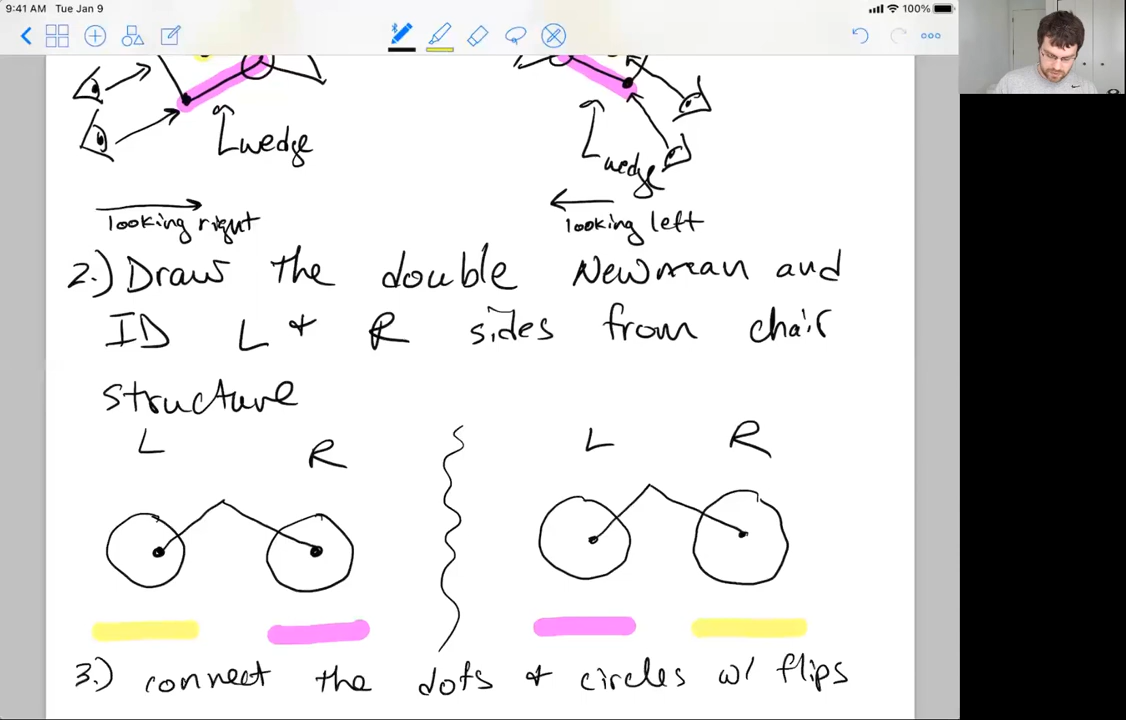 9:41 AM Tue Jan 9
100%
wedge
wedge
looking right
looking left
2.) Draw the double Newman and
ID L + R sides from chair
structure
L R L R
3.) connect the dots + circles w/ flips